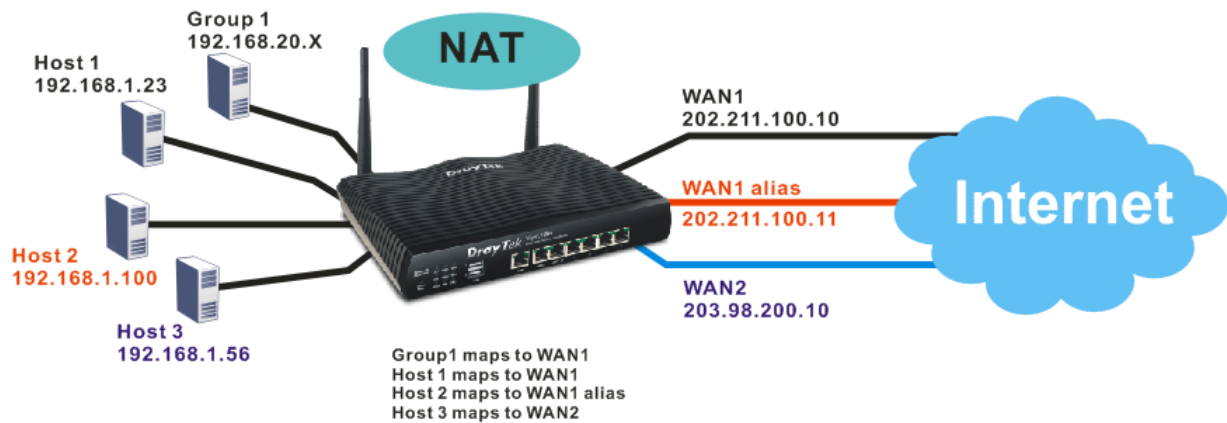 Group 1
192.168.20.X
NAT
Host 1
192.168.1.23
WAN1
202.211.100.10
DrayTek
WAN1 alias
202.211.100.11
Internet
DrayTek
Host 2
192.168.1.100
WAN2
203.98.200.10
Host 3
192.168.1.56
Group1 maps to WAN1
Host 1 maps to WAN1
Host 2 maps to WAN1 alias
Host 3 maps to WAN2